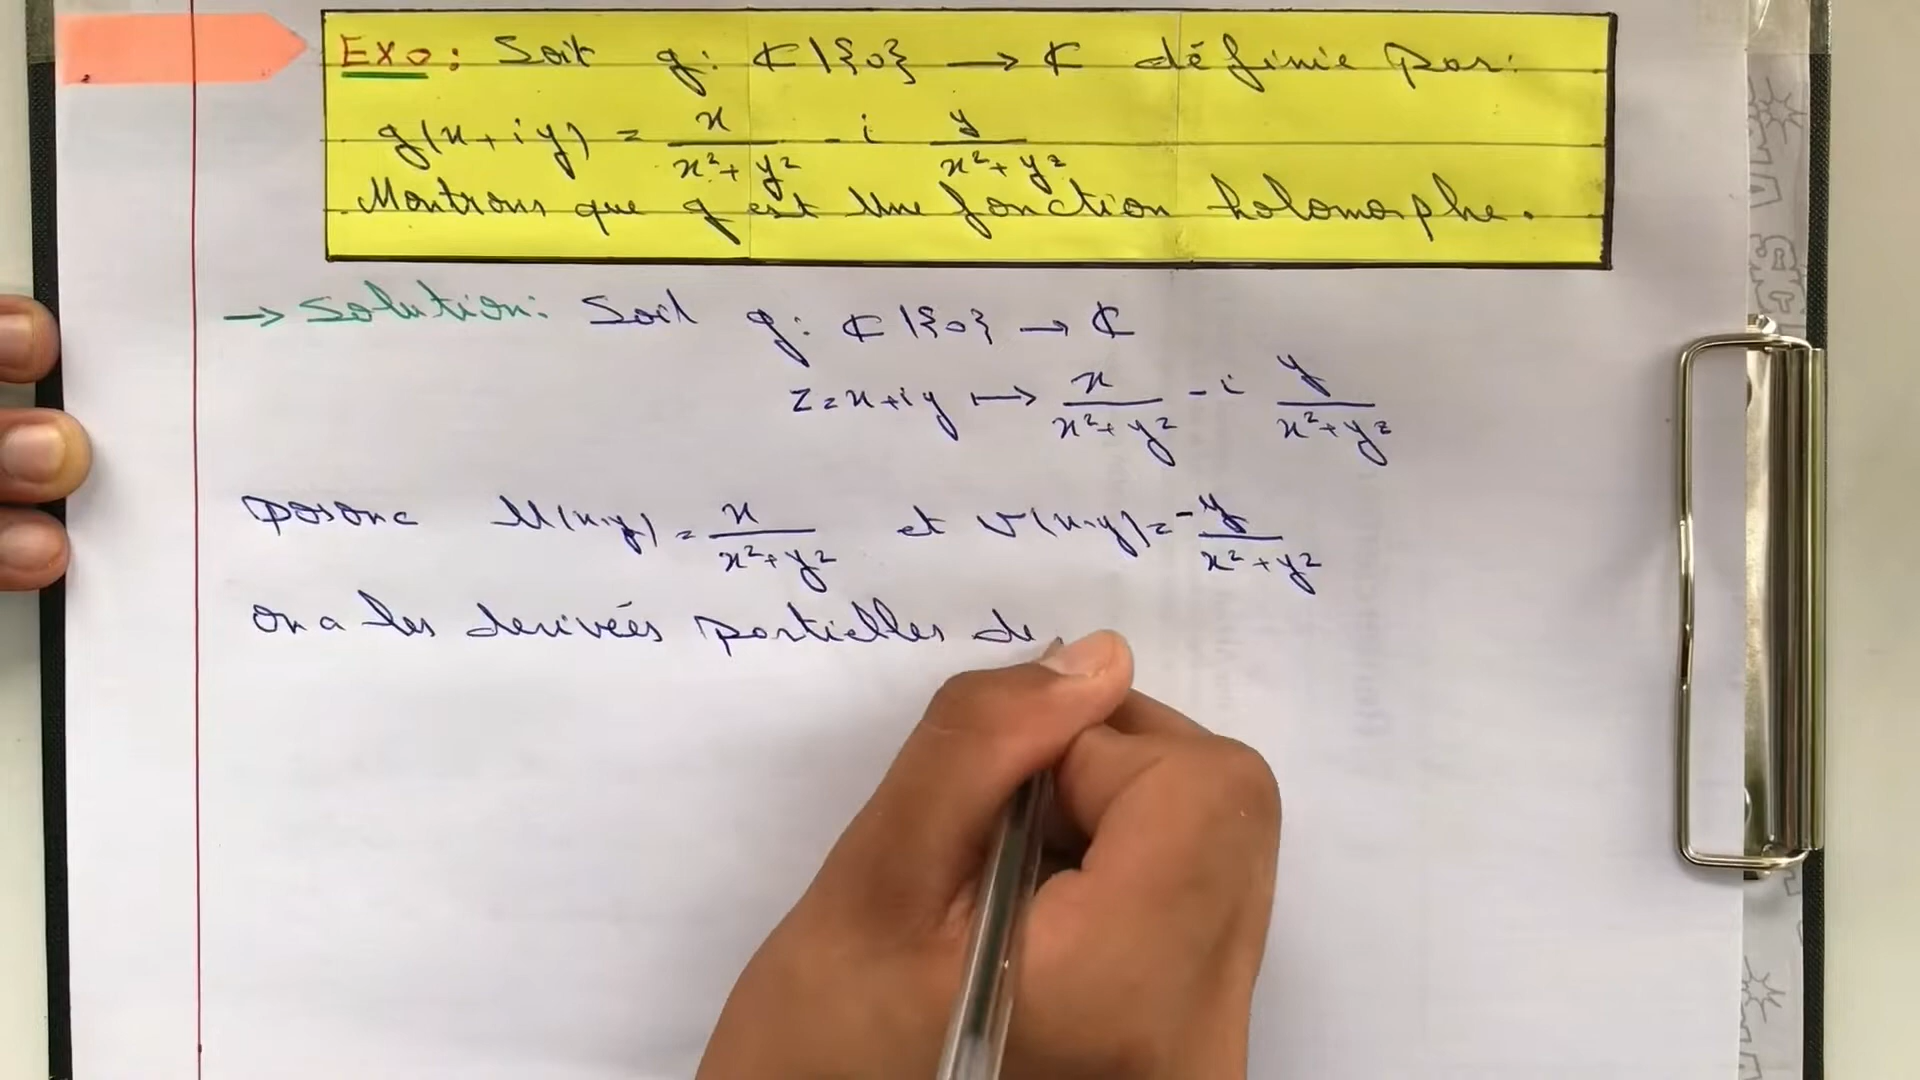 Exo : Soit g : ℂ \ {0} → ℂ définie par :
g(x+iy) = x/(x²+y²) - i y/(x²+y²)
Montrons que g est une fonction holomorphe.
→ Solution : Soit g : ℂ \ {0} → ℂ
z = x+iy ↦ x/(x²+y²) - i y/(x²+y²)
posons U(x,y) = x/(x²+y²) et V(x,y) = -y/(x²+y²)
on a les derivées partielles de